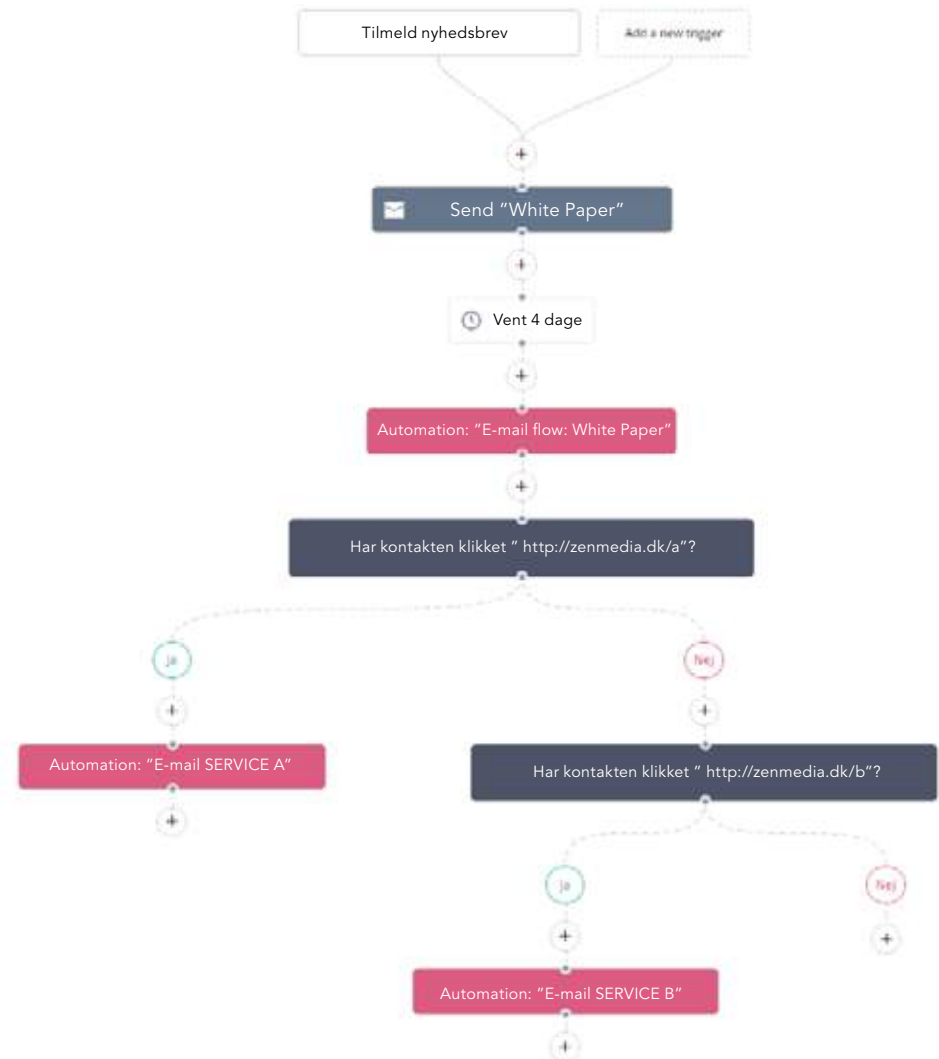 Tilmeld nyhedsbrev
Add a new trigger
Send ”White Paper”
Vent 4 dage
Automation: ”E-mail flow: White Paper”
Har kontakten klikket ” http://zenmedia.dk/a”?
Ja
Nej
Automation: ”E-mail SERVICE A”
Har kontakten klikket ” http://zenmedia.dk/b”?
Ja
Nej
Automation: ”E-mail SERVICE B”